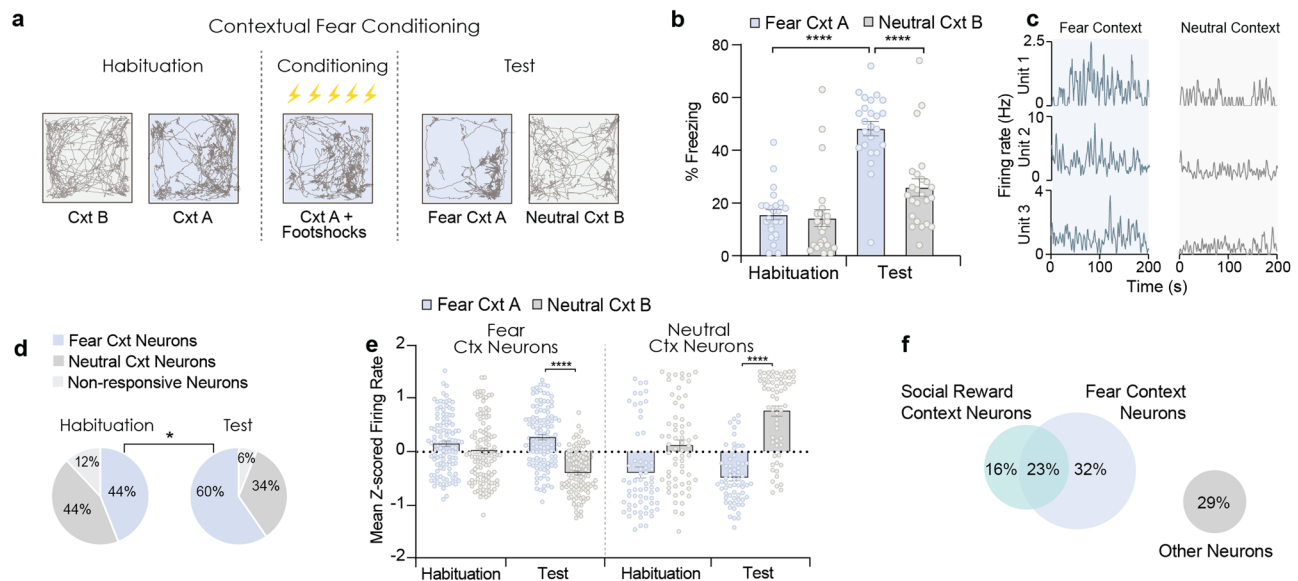 a
Contextual Fear Conditioning
Habituation
Conditioning
Test
Cxt B
Cxt A
Cxt A +
Footshocks
Fear Cxt A
Neutral Cxt B
b
Fear Cxt A
Neutral Cxt B
****
****
% Freezing
80
60
40
20
0
Habituation
Test
c
Fear Context
Neutral Context
Firing rate (Hz)
Unit 1
2.5
0
Unit 2
10
0
Unit 3
4
0
0
100
200
0
100
200
Time (s)
d
Fear Cxt Neurons
Neutral Cxt Neurons
Non-responsive Neurons
Habituation
*
Test
12%
44%
44%
6%
60%
34%
Fear Cxt A
Neutral Cxt B
e
Fear
Ctx Neurons
Neutral
Ctx Neurons
****
****
Mean Z-scored Firing Rate
2
1
0
-1
-2
Habituation
Test
Habituation
Test
f
Social Reward
Context Neurons
Fear Context
Neurons
16%
23%
32%
29%
Other Neurons